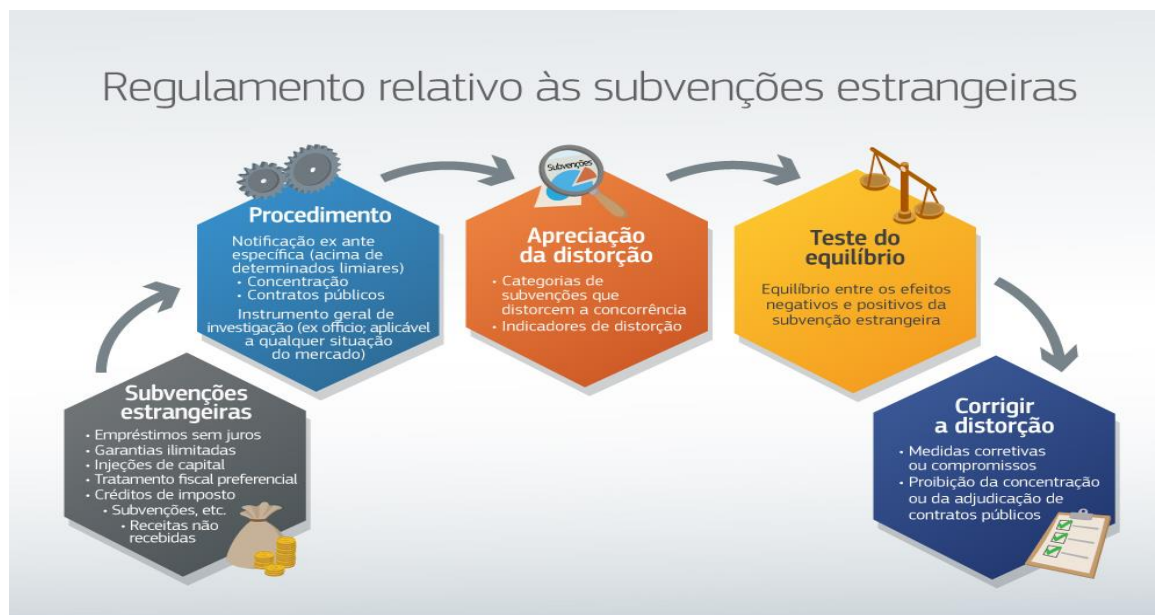 Regulamento relativo às subvenções estrangeiras
Subvenções
estrangeiras
• Empréstimos sem juros
• Garantias ilimitadas
• Injeções de capital
• Tratamento fiscal preferencial
• Créditos de imposto
• Subvenções, etc.
• Receitas não
recebidas
Procedimento
Notificação ex ante
específica (acima de
determinados limiares)
• Concentração
• Contratos públicos
Instrumento geral de
investigação (ex officio; aplicável
a qualquer situação
do mercado)
Subvenções
Apreciação
da distorção
• Categorias de
subvenções que
distorcem a concorrência
• Indicadores de distorção
Teste do
equilíbrio
Equilíbrio entre os efeitos
negativos e positivos da
subvenção estrangeira
Corrigir
a distorção
• Medidas corretivas
ou compromissos
• Proibição da concentração
ou da adjudicação de
contratos públicos